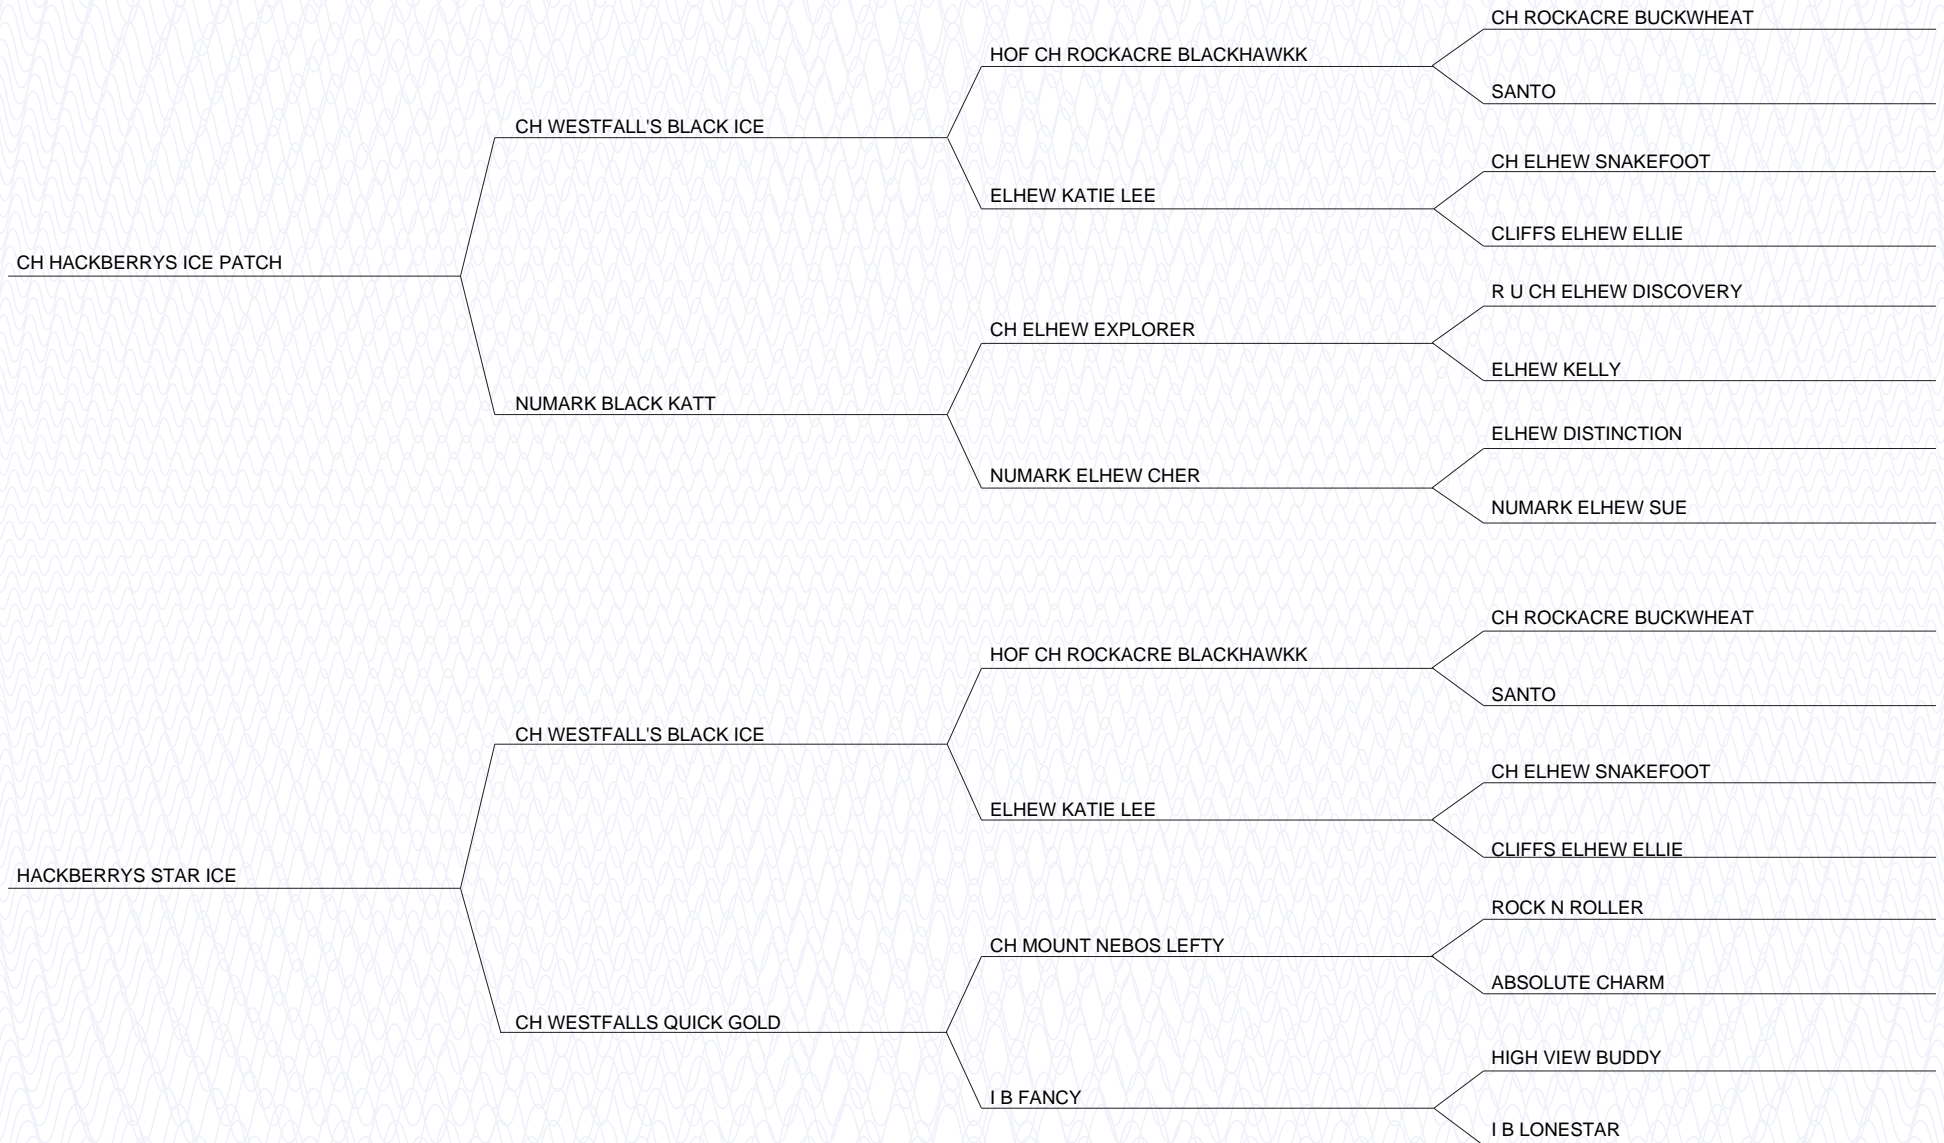 CH ROCKACRE BUCKWHEAT
HOF CH ROCKACRE BLACKHAWKK
SANTO
CH WESTFALL'S BLACK ICE
CH ELHEW SNAKEFOOT
ELHEW KATIE LEE
CLIFFS ELHEW ELLIE
CH HACKBERRYS ICE PATCH
R U CH ELHEW DISCOVERY
CH ELHEW EXPLORER
ELHEW KELLY
NUMARK BLACK KATT
ELHEW DISTINCTION
NUMARK ELHEW CHER
NUMARK ELHEW SUE
CH ROCKACRE BUCKWHEAT
HOF CH ROCKACRE BLACKHAWKK
SANTO
CH WESTFALL'S BLACK ICE
CH ELHEW SNAKEFOOT
ELHEW KATIE LEE
CLIFFS ELHEW ELLIE
HACKBERRYS STAR ICE
ROCK N ROLLER
CH MOUNT NEBOS LEFTY
ABSOLUTE CHARM
CH WESTFALLS QUICK GOLD
HIGH VIEW BUDDY
I B FANCY
I B LONESTAR